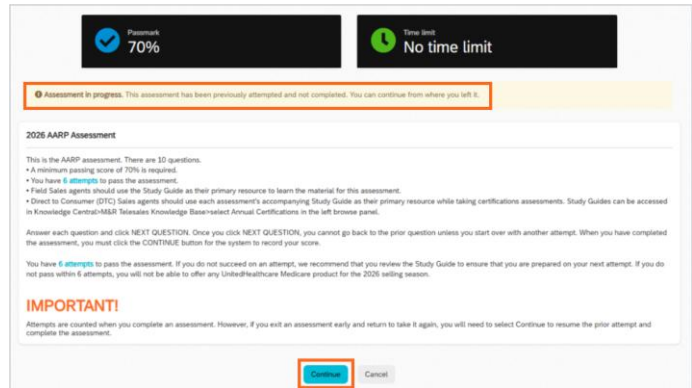 Passmark
70%
Time limit
No time limit
Assessment in progress. This assessment has been previously attempted and not completed. You can continue from where you left it.
2026 AARP Assessment
This is the AARP assessment. There are 10 questions.
• A minimum passing score of 70% is required.
• You have 6 attempts to pass the assessment.
• Field Sales agents should use the Study Guide as their primary resource to learn the material for this assessment.
• Direct to Consumer (DTC) Sales agents should use each assessment's accompanying Study Guide as their primary resource while taking certifications assessments. Study Guides can be accessed
in Knowledge Central>M&R Telesales Knowledge Base>select Annual Certifications in the left browse panel.
Answer each question and click NEXT QUESTION. Once you click NEXT QUESTION, you cannot go back to the prior question unless you start over with another attempt. When you have completed
the assessment, you must click the CONTINUE button for the system to record your score.
You have 6 attempts to pass the assessment. If you do not succeed on an attempt, we recommend that you review the Study Guide to ensure that you are prepared on your next attempt. If you do
not pass within 6 attempts, you will not be able to offer any UnitedHealthcare Medicare product for the 2026 selling season.
IMPORTANT!
Attempts are counted when you complete an assessment. However, if you exit an assessment early and return to take it again, you will need to select Continue to resume the prior attempt and
complete the assessment.
Continue
Cancel